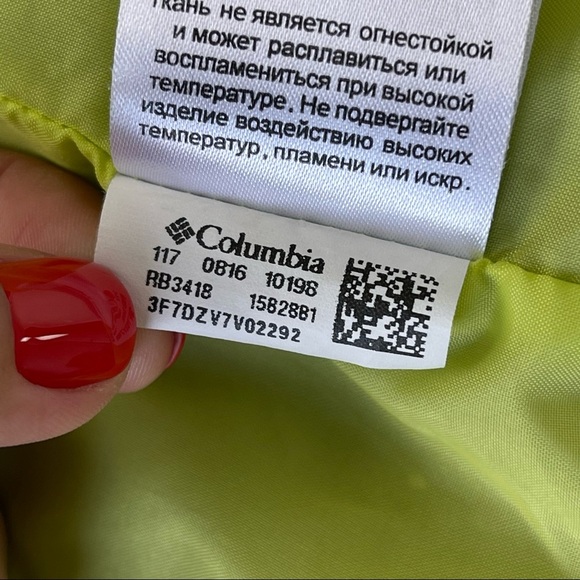 Ткань не является огнестойкой
и может расплавиться или
воспламениться при высокой
температуре. Не подвергайте
изделие воздействию высоких
температур, пламени или искр.
Columbia
117 0816 10198
RB3418 1582881
3F7DZV7V02292